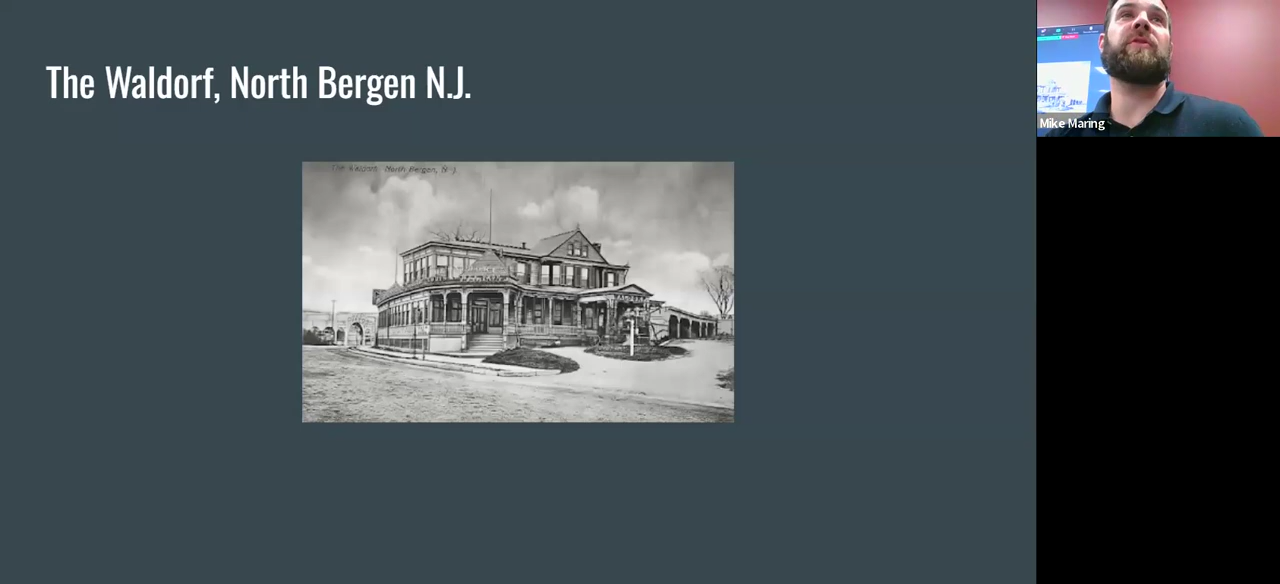 The Waldorf, North Bergen N.J.
The Waldorf, North Bergen, N. J.
Mike Maring